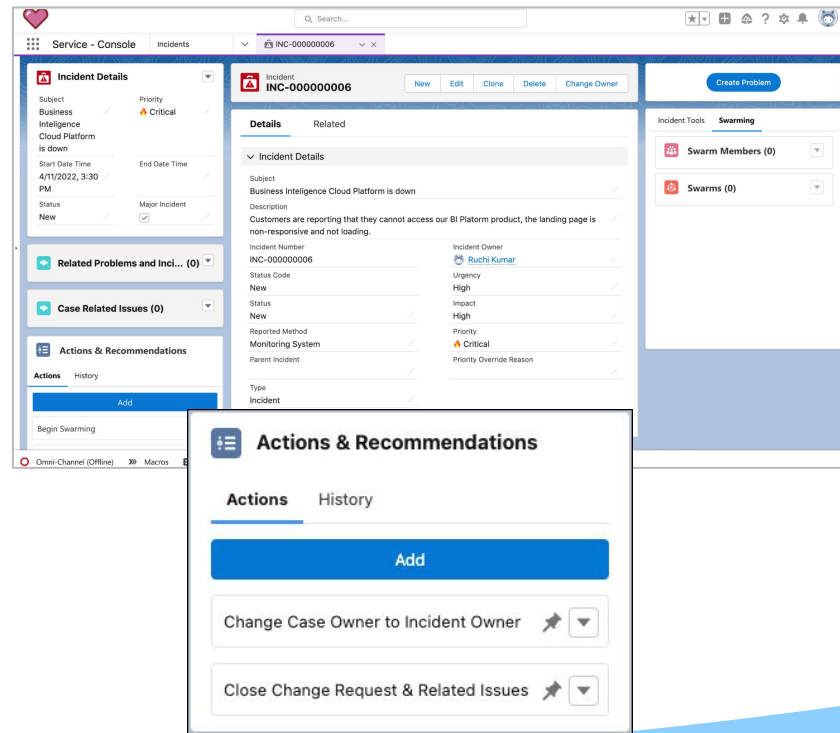 Search...
Service - Console
Incidents
INC-000000006
Incident Details
Subject
Priority
Business
Inteligence
Cloud Platform
is down
Critical
Start Date Time
End Date Time
4/11/2022, 3:30
PM
Status
Major Incident
New
Related Problems and Inci... (0)
Case Related Issues (0)
Actions & Recommendations
Actions
History
Add
Begin Swarming
Omni-Channel (Offline)
Macros
Incident
INC-000000006
New
Edit
Clone
Delete
Change Owner
Details
Related
Incident Details
Subject
Business Inteligence Cloud Platform is down
Description
Customers are reporting that they cannot access our BI Platorm product, the landing page is
non-responsive and not loading.
Incident Number
Incident Owner
INC-000000006
Ruchi Kumar
Status Code
Urgency
New
High
Status
Impact
New
High
Reported Method
Priority
Monitoring System
Critical
Parent Incident
Priority Override Reason
Type
Incident
Create Problem
Incident Tools
Swarming
Swarm Members (0)
Swarms (0)
Actions & Recommendations
Actions
History
Add
Change Case Owner to Incident Owner
Close Change Request & Related Issues